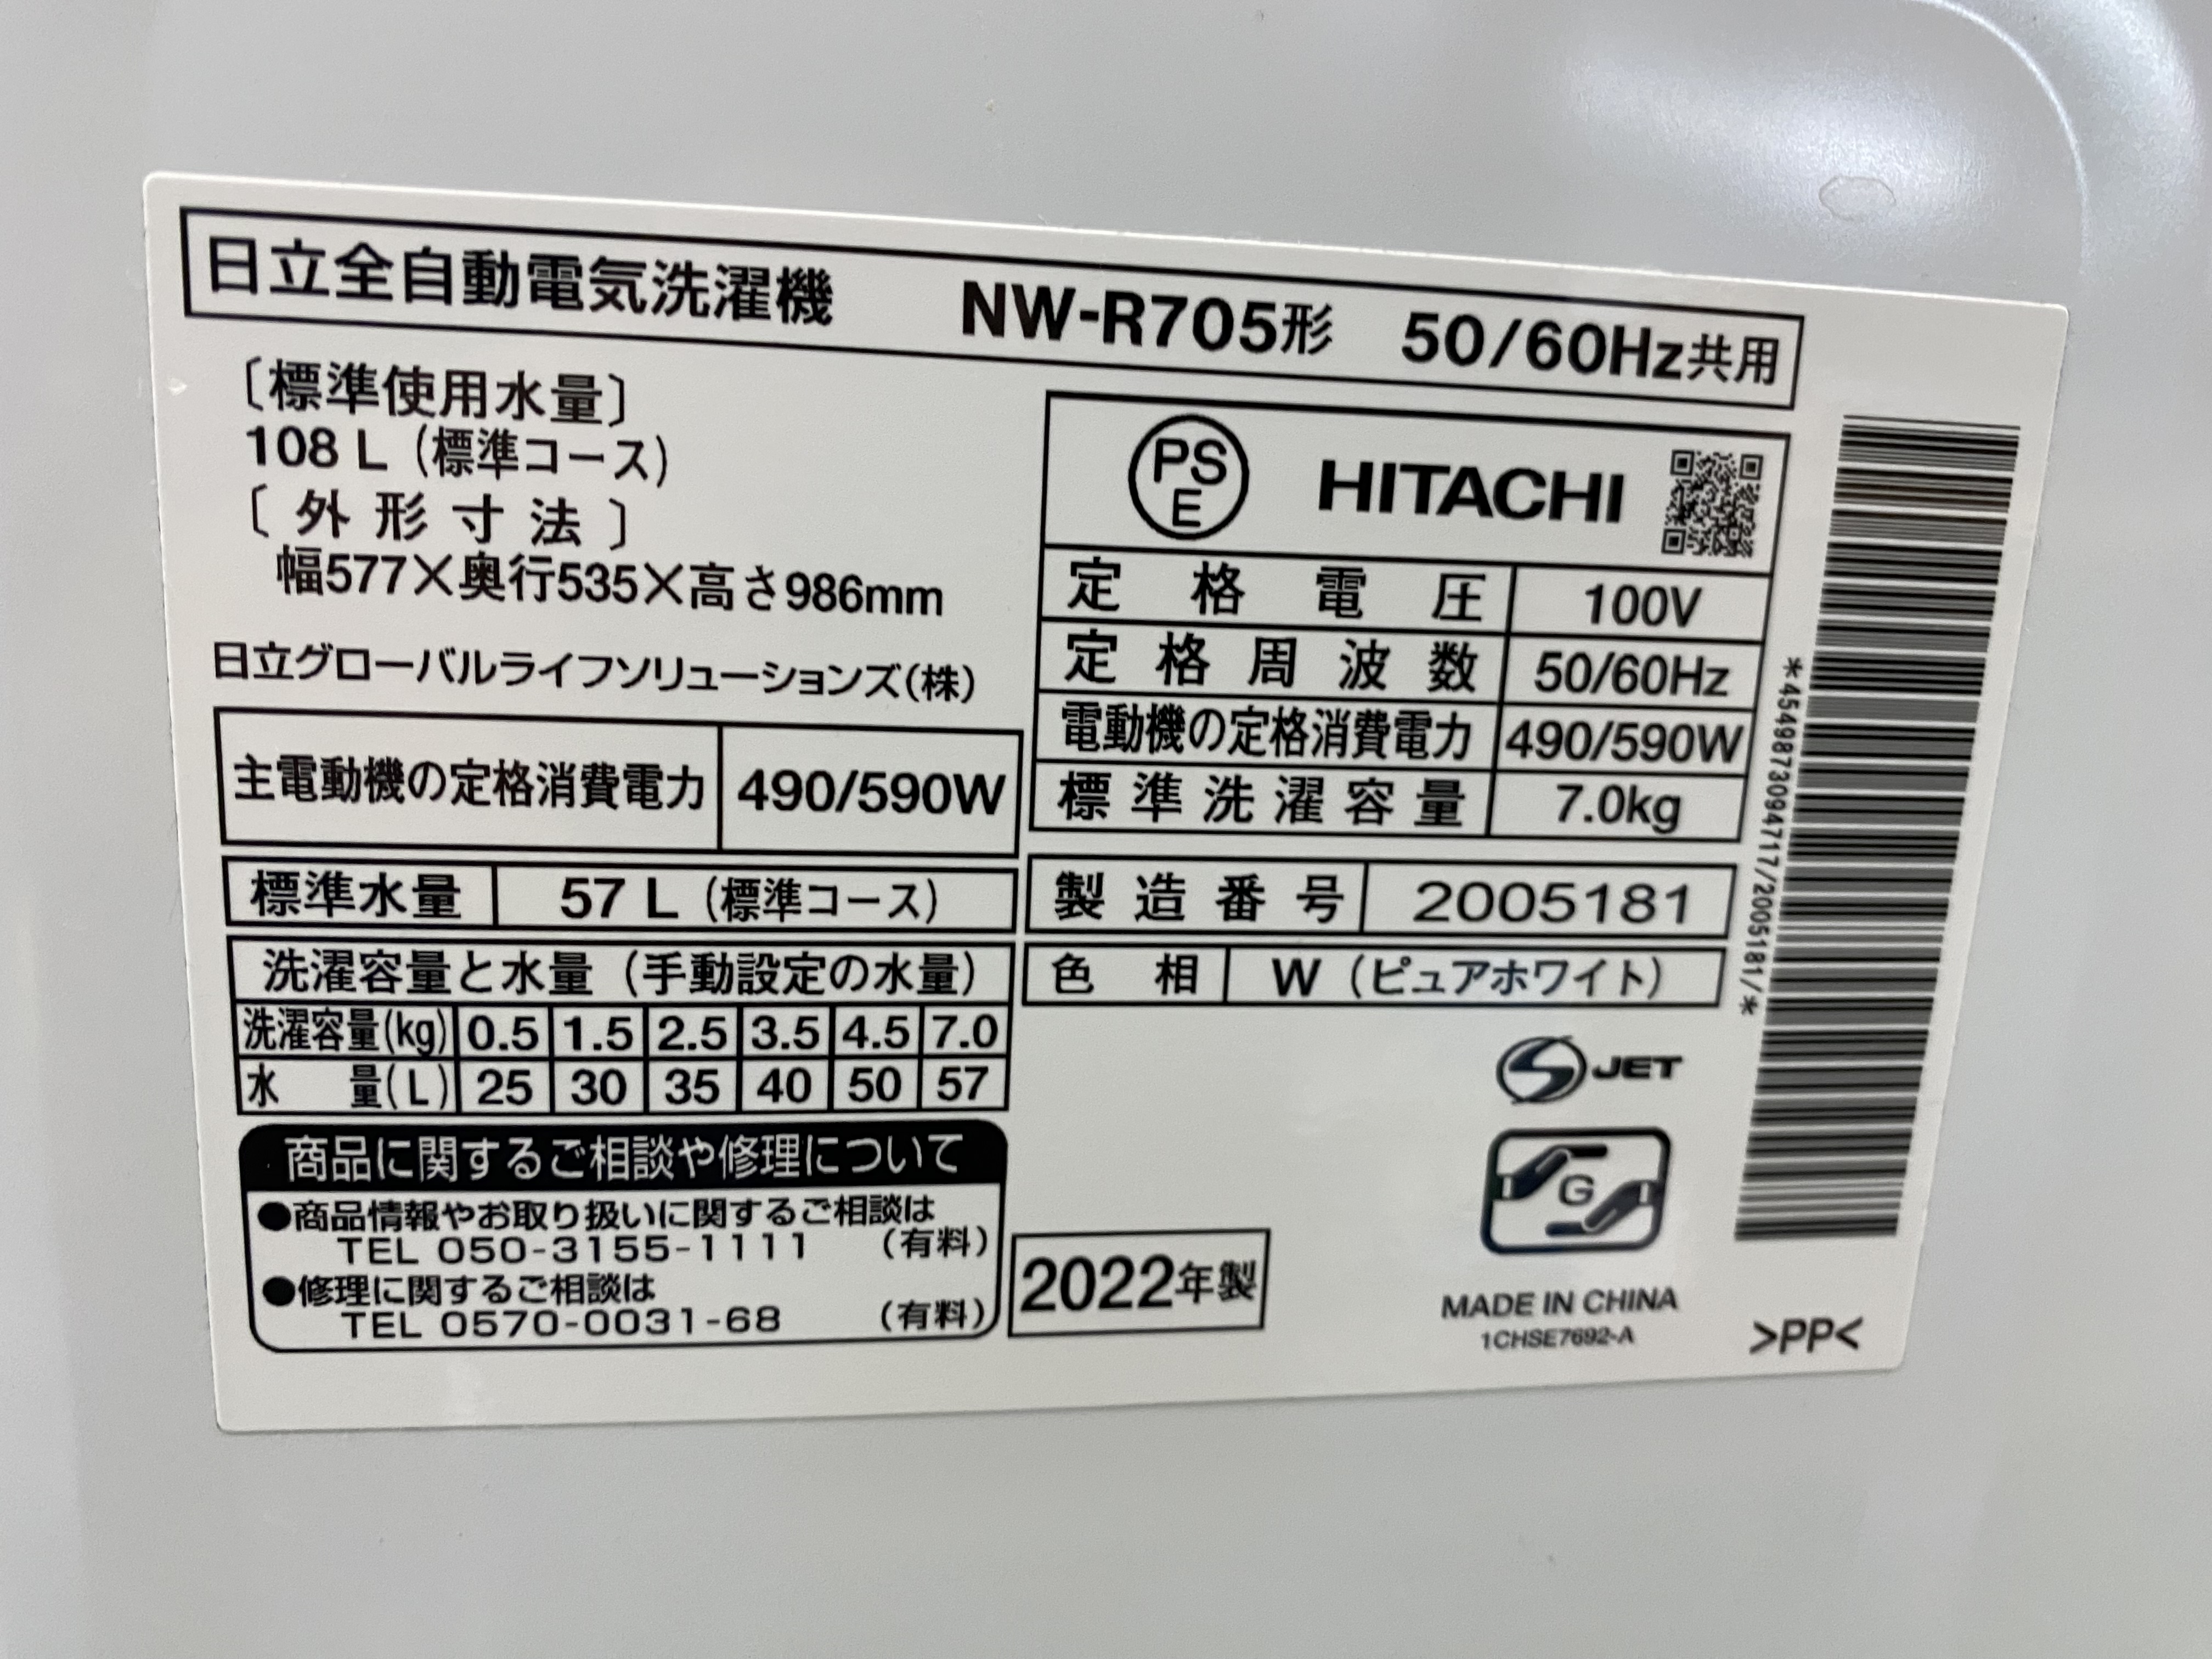 日立全自動電気洗濯機 NW-R705形 50/60Hz共用
〔標準使用水量〕
108 L（標準コース）
〔外形寸法〕
幅577×奥行535×高さ986mm
日立グローバルライフソリューションズ(株)
主電動機の定格消費電力 490/590W
標準水量 57 L（標準コース）
洗濯容量と水量（手動設定の水量）
洗濯容量(kg) 0.5 1.5 2.5 3.5 4.5 7.0
水量(L) 25 30 35 40 50 57
商品に関するご相談や修理について
●商品情報やお取り扱いに関するご相談は
TEL 050-3155-1111 （有料）
●修理に関するご相談は
TEL 0570-0031-68 （有料）
PS
E
HITACHI
定格電圧 100V
定格周波数 50/60Hz
電動機の定格消費電力 490/590W
標準洗濯容量 7.0kg
製造番号 2005181
色相 W（ピュアホワイト）
S JET
G
2022年製
MADE IN CHINA
1CHSE7692-A
>PP<
*4549873094717/2005181/*